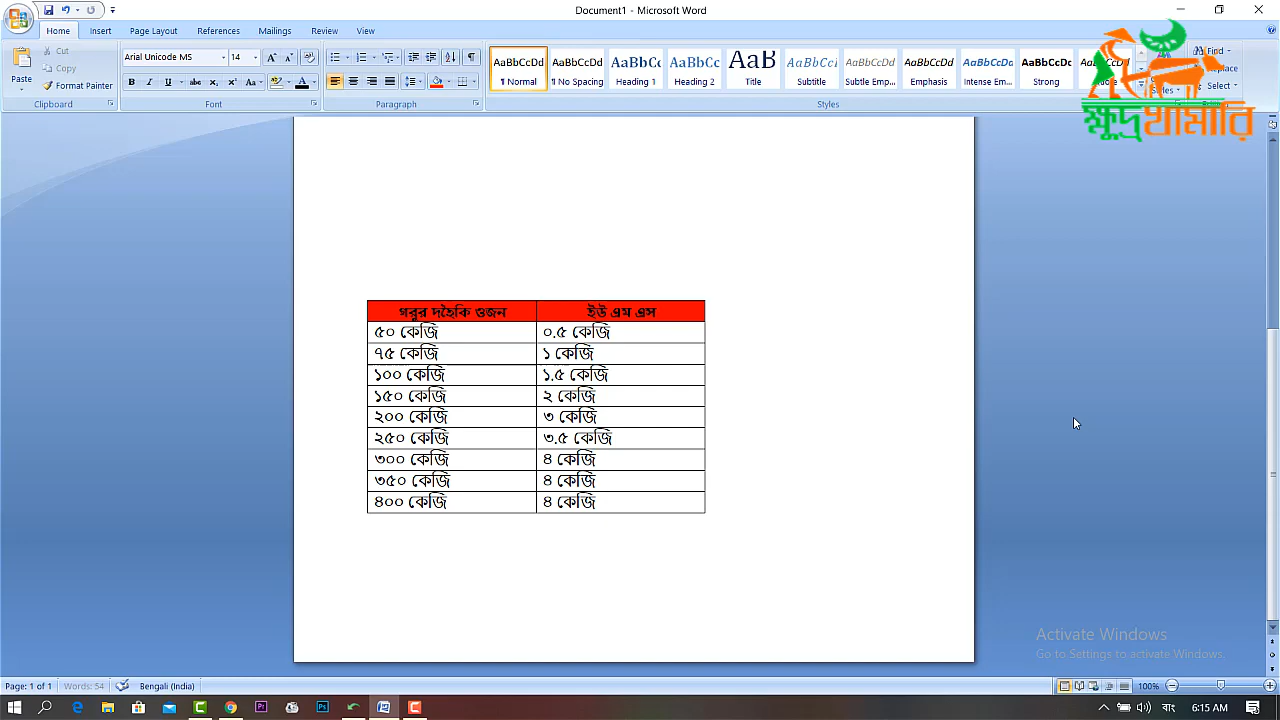 Document1 - Microsoft Word
Home Insert Page Layout References Mailings Review View
Cut
Copy
Paste
Format Painter
Clipboard
Arial Unicode MS 14
Font
Paragraph
AaBbCcDd AaBbCcDd AaBbCc AaBbCc AaB AaBbCcI AaBbCcDd AaBbCcDd AaBbCcDd AaBbCcDc
¶ Normal ¶ No Spacing Heading 1 Heading 2 Title Subtitle Subtle Emp... Emphasis Intense Em... Strong
Styles
Find
Select
ক্ষুদ্রখামারি
গবুর দহৈকি ওজন ইউ এম এস
৫০ কেজি ০.৫ কেজি
৭৫ কেজি ১ কেজি
১০০ কেজি ১.৫ কেজি
১৫০ কেজি ২ কেজি
২০০ কেজি ৩ কেজি
২৫০ কেজি ৩.৫ কেজি
৩০০ কেজি ৪ কেজি
৩৫০ কেজি ৪ কেজি
৪০০ কেজি ৪ কেজি
Activate Windows
Go to Settings to activate Windows.
Page: 1 of 1 Words: 54 Bengali (India) 100%
বাং 6:15 AM